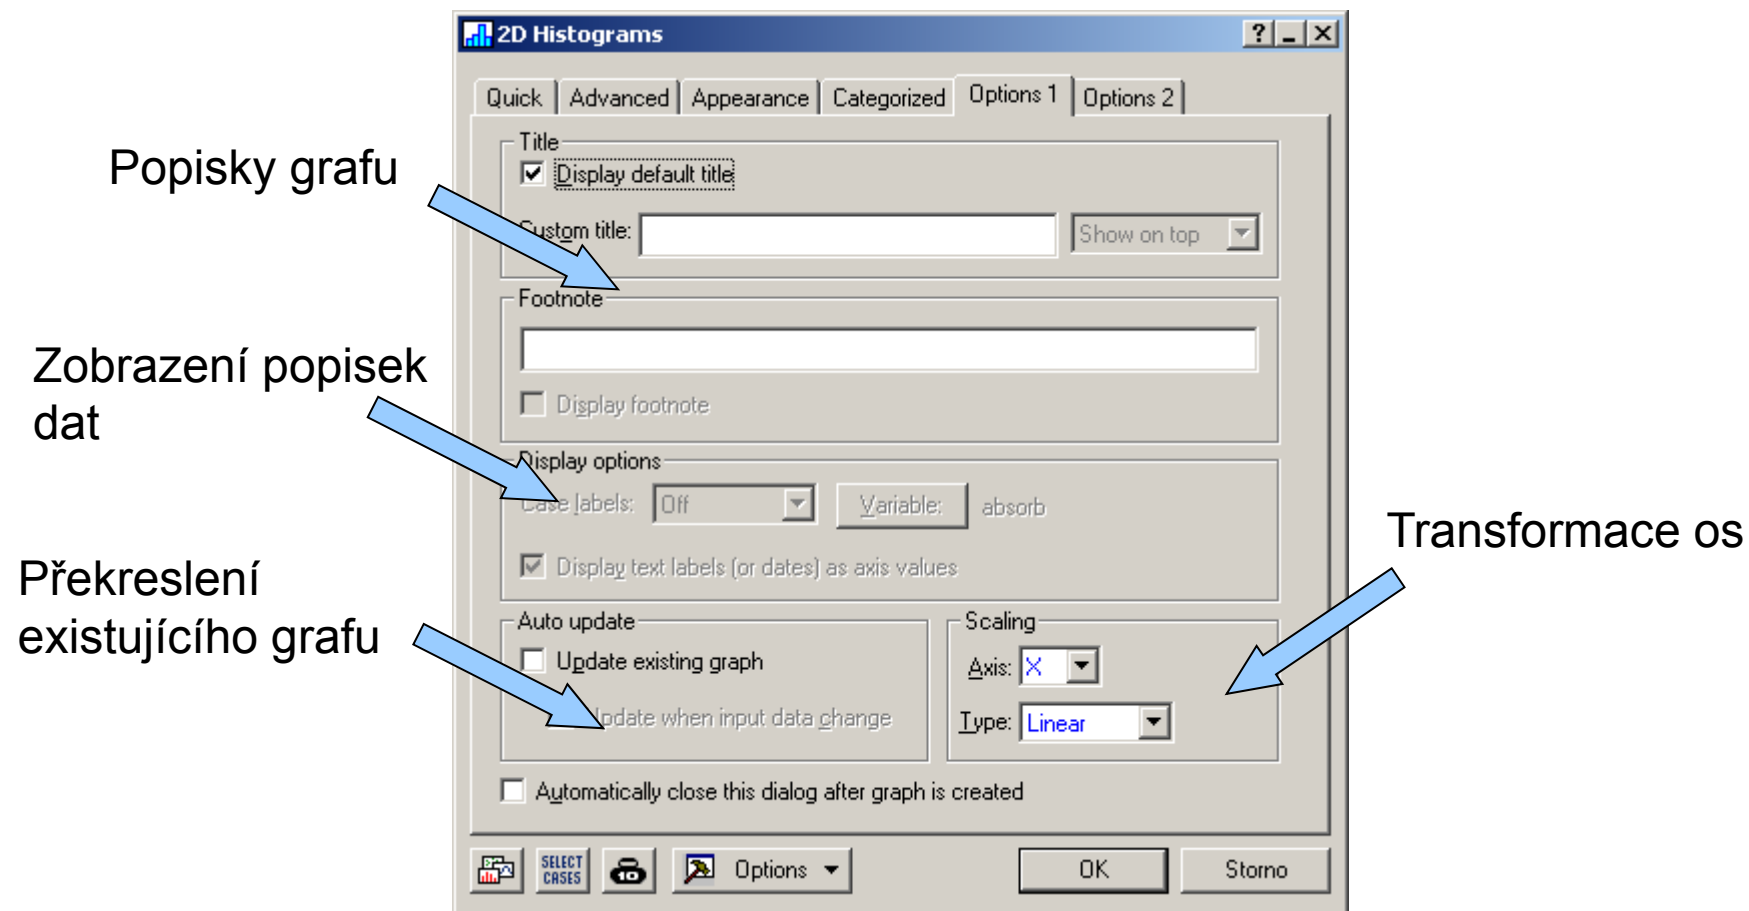 2D Histograms
Quick Advanced Appearance Categorized Options 1 Options 2
Title
Display default title
Custom title: Show on top
Footnote
Display footnote
Display options
Case labels: Off Variable: absorb
Display text labels (or dates) as axis values
Auto update
Update existing graph
Update when input data change
Scaling
Axis: X
Type: Linear
Automatically close this dialog after graph is created
SELECT
CASES
10
Options
OK
Storno
Popisky grafu
Zobrazení popisek
dat
Překreslení
existujícího grafu
Transformace os